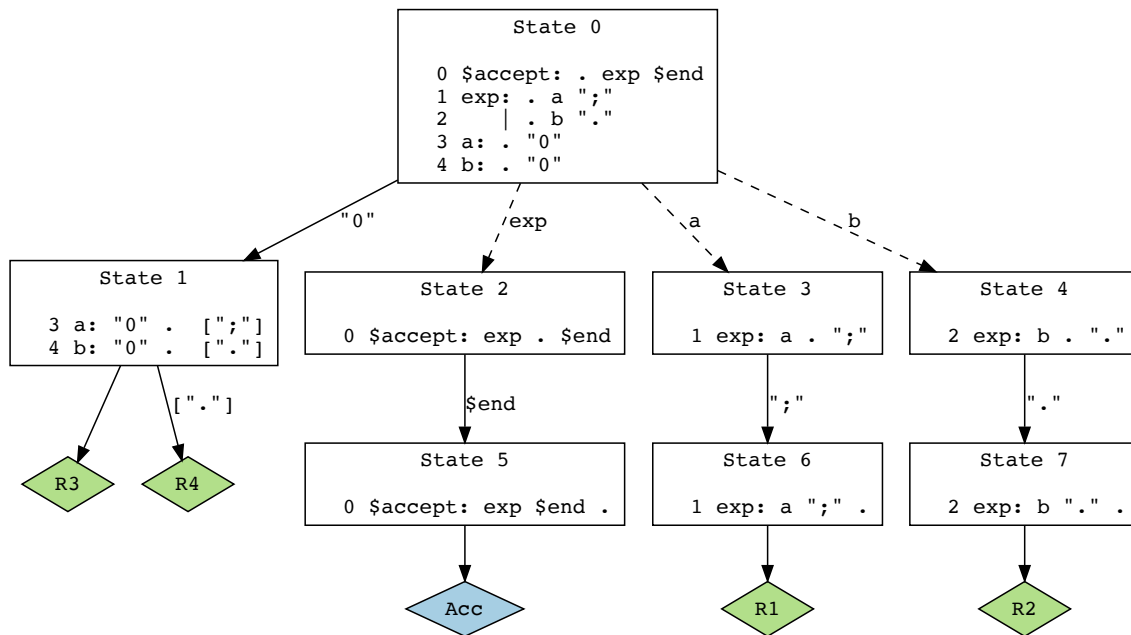 State 0
0 $accept: . exp $end
1 exp: . a ";"
2 | . b "."
3 a: . "0"
4 b: . "0"
"0"
exp
a
b
State 1
3 a: "0" . [";"]
4 b: "0" . ["."]
State 2
0 $accept: exp . $end
State 3
1 exp: a . ";"
State 4
2 exp: b . "."
["."]
$end
";"
"."
R3
R4
State 5
0 $accept: exp $end .
State 6
1 exp: a ";" .
State 7
2 exp: b "." .
Acc
R1
R2